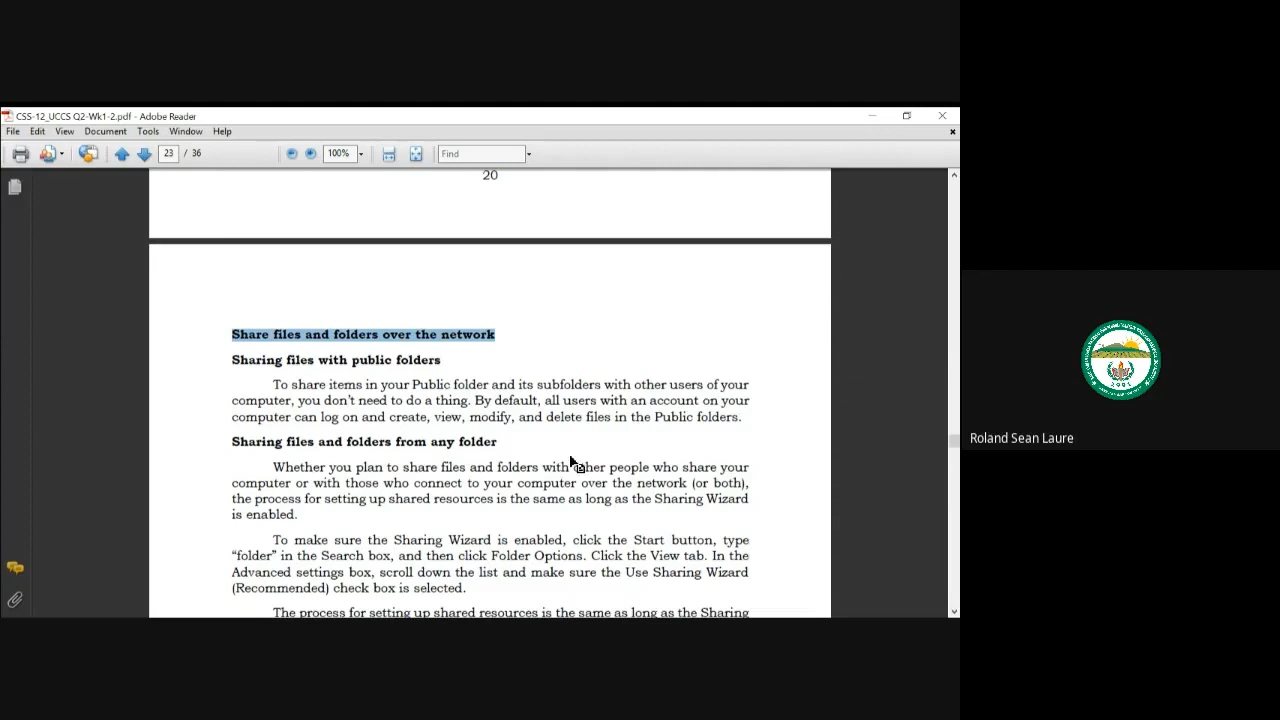 CSS-12_UCCS Q2-Wk1-2.pdf - Adobe Reader
File Edit View Document Tools Window Help
23 / 36 100% Find
20
Share files and folders over the network
Sharing files with public folders
To share items in your Public folder and its subfolders with other users of your
computer, you don't need to do a thing. By default, all users with an account on your
computer can log on and create, view, modify, and delete files in the Public folders.
Sharing files and folders from any folder
Whether you plan to share files and folders with other people who share your
computer or with those who connect to your computer over the network (or both),
the process for setting up shared resources is the same as long as the Sharing Wizard
is enabled.
To make sure the Sharing Wizard is enabled, click the Start button, type
“folder” in the Search box, and then click Folder Options. Click the View tab. In the
Advanced settings box, scroll down the list and make sure the Use Sharing Wizard
(Recommended) check box is selected.
The process for setting up shared resources is the same as long as the Sharing
Roland Sean Laure